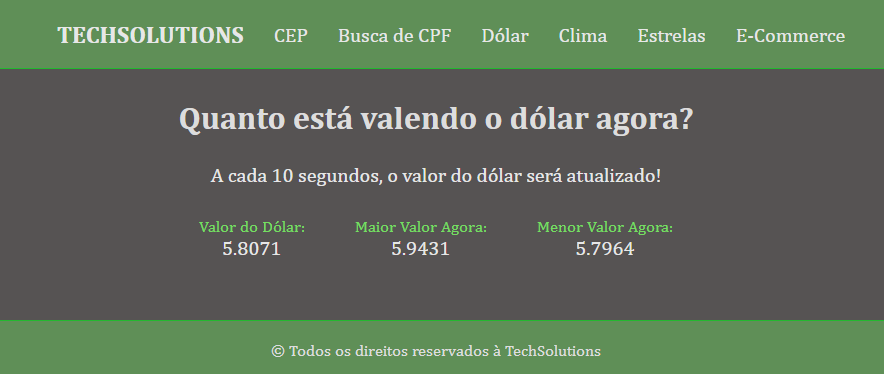 TECHSOLUTIONS CEP Busca de CPF Dólar Clima Estrelas E-Commerce
Quanto está valendo o dólar agora?
A cada 10 segundos, o valor do dólar será atualizado!
Valor do Dólar: Maior Valor Agora: Menor Valor Agora:
5.8071 5.9431 5.7964
© Todos os direitos reservados à TechSolutions